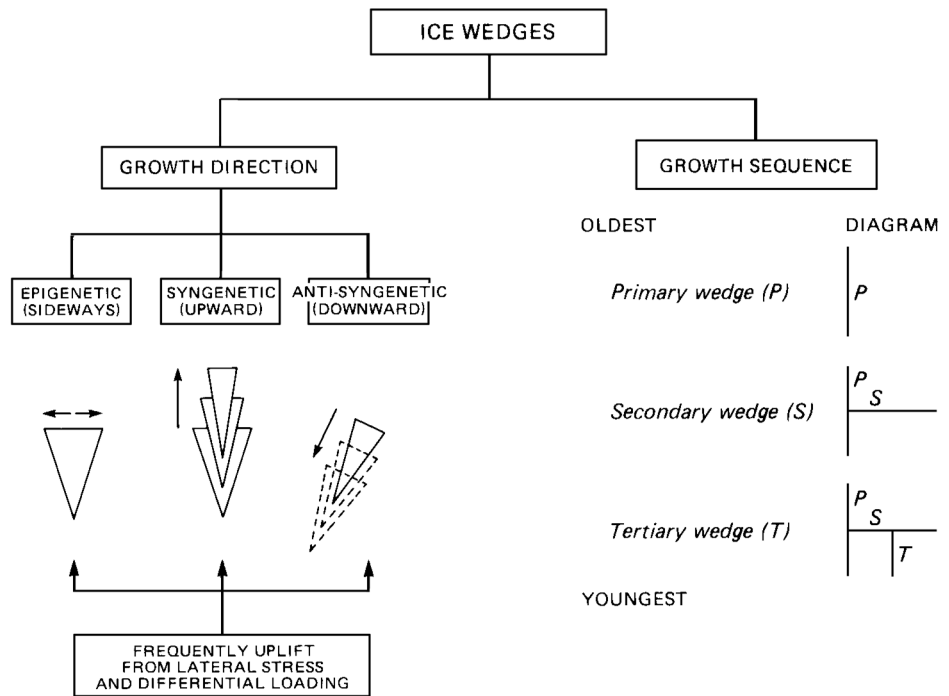 ICE WEDGES
GROWTH DIRECTION
GROWTH SEQUENCE
EPIGENETIC
(SIDEWAYS)
SYNGENETIC
(UPWARD)
ANTI-SYNGENETIC
(DOWNWARD)
OLDEST
DIAGRAM
Primary wedge (P)
P
Secondary wedge (S)
P
S
Tertiary wedge (T)
P
S
T
YOUNGEST
FREQUENTLY UPLIFT
FROM LATERAL STRESS
AND DIFFERENTIAL LOADING